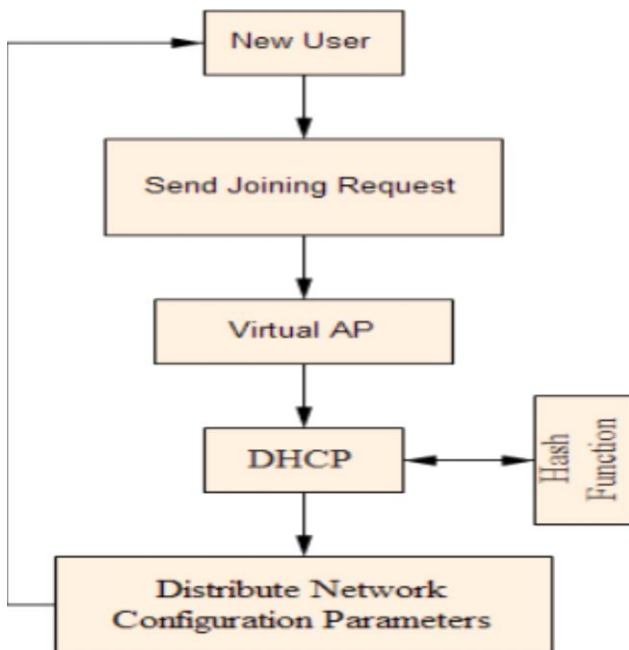 New User
Send Joining Request
Virtual AP
DHCP
Hash
Function
Distribute Network
Configuration Parameters